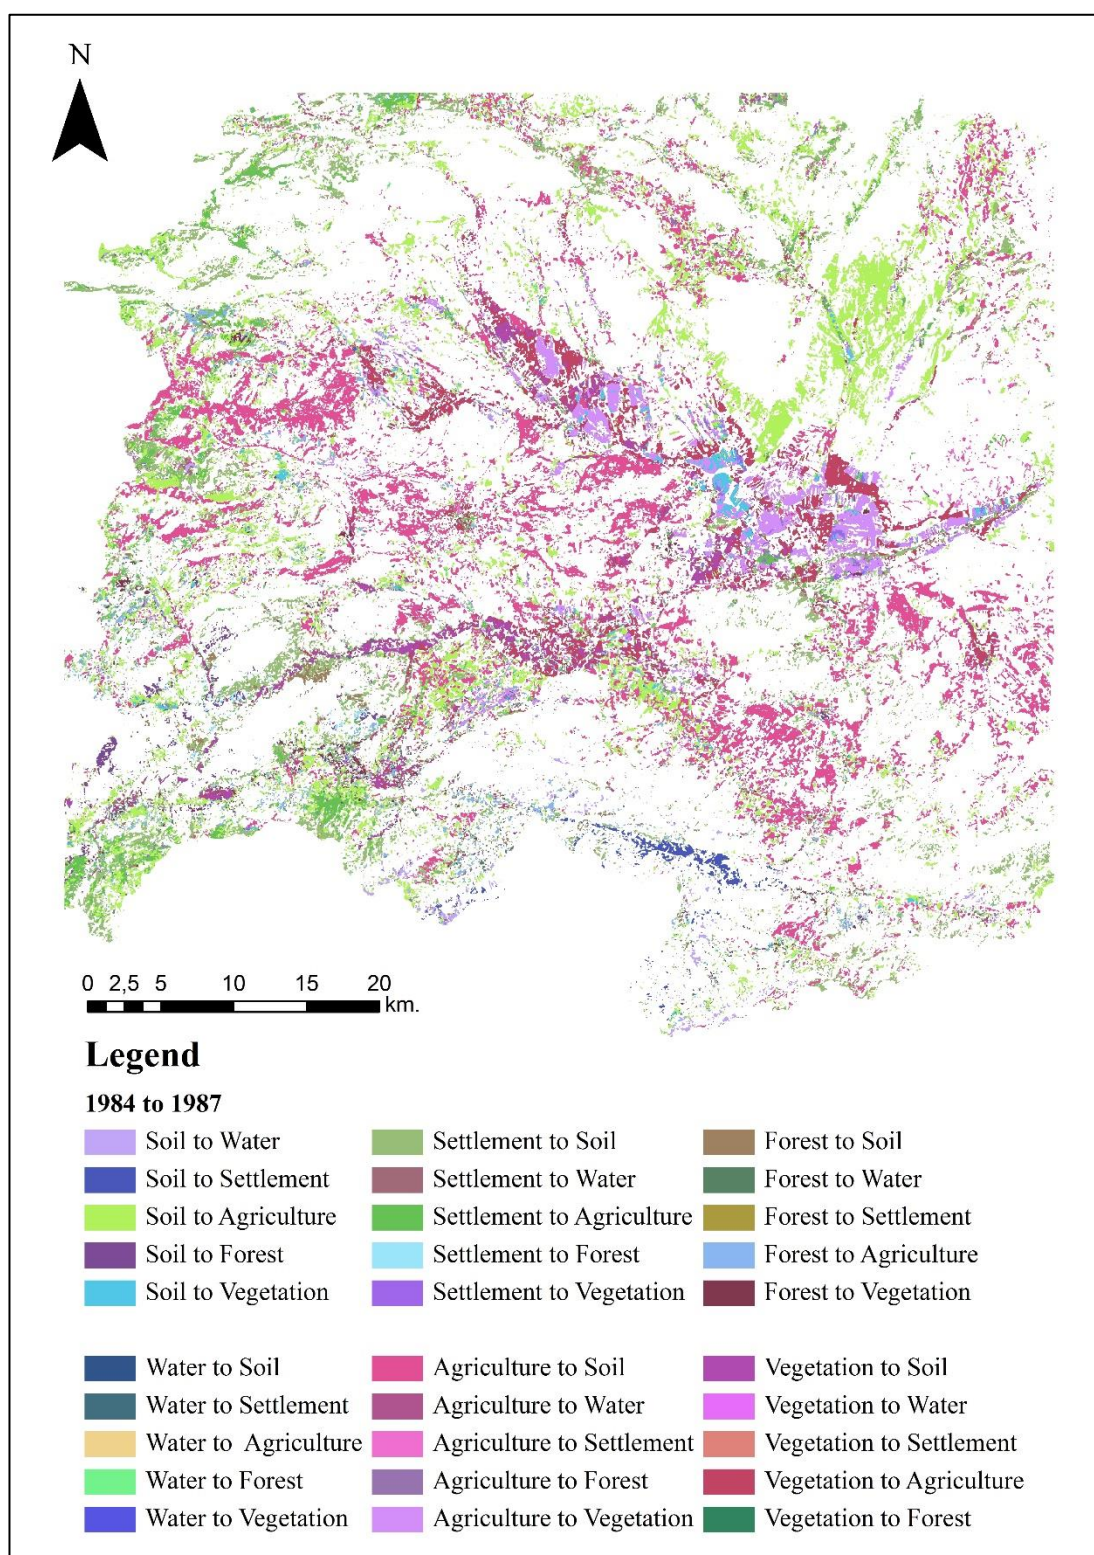 N
0 2,5 5 10 15 20
km.
Legend
1984 to 1987
Soil to Water Settlement to Soil Forest to Soil
Soil to Settlement Settlement to Water Forest to Water
Soil to Agriculture Settlement to Agriculture Forest to Settlement
Soil to Forest Settlement to Forest Forest to Agriculture
Soil to Vegetation Settlement to Vegetation Forest to Vegetation
Water to Soil Agriculture to Soil Vegetation to Soil
Water to Settlement Agriculture to Water Vegetation to Water
Water to Agriculture Agriculture to Settlement Vegetation to Settlement
Water to Forest Agriculture to Forest Vegetation to Agriculture
Water to Vegetation Agriculture to Vegetation Vegetation to Forest